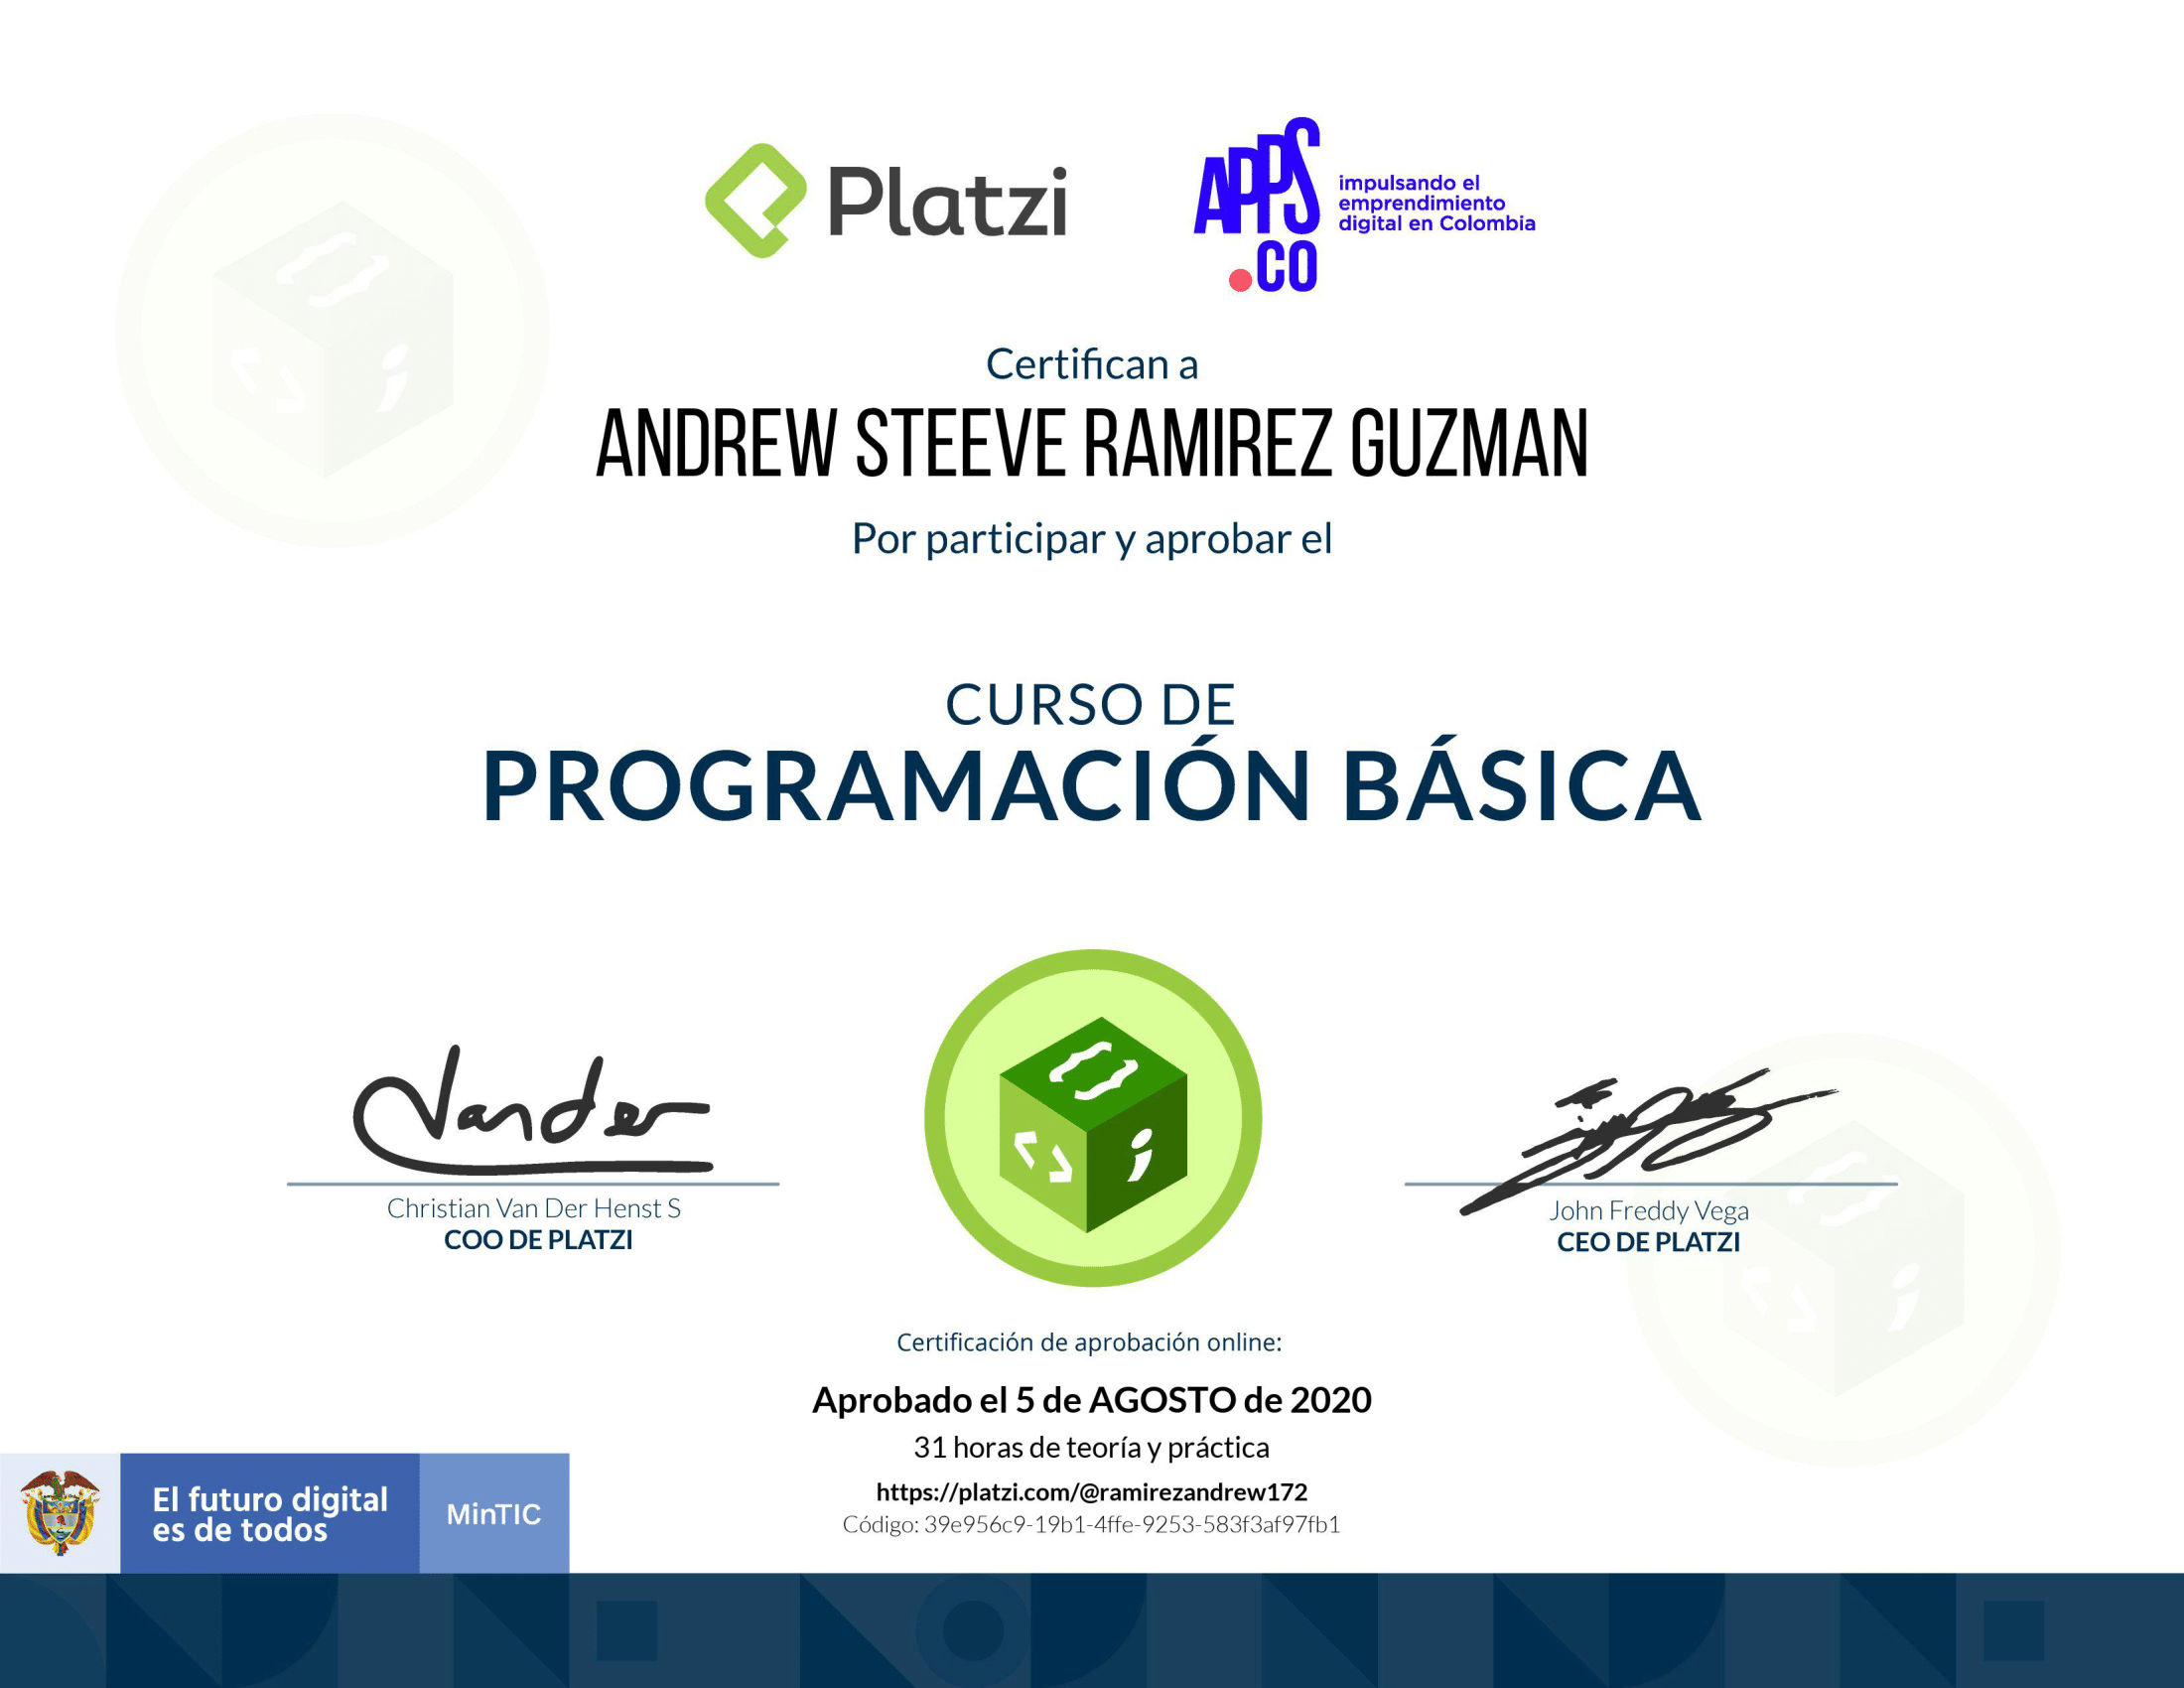 Platzi
APPS
.CO
impulsando el
emprendimiento
digital en Colombia
Certifican a
ANDREW STEEVE RAMIREZ GUZMAN
Por participar y aprobar el
CURSO DE
PROGRAMACIÓN BÁSICA
Vander
Christian Van Der Henst S
COO DE PLATZI
John Freddy Vega
CEO DE PLATZI
Certificación de aprobación online:
Aprobado el 5 de AGOSTO de 2020
31 horas de teoría y práctica
https://platzi.com/@ramirezandrew172
Código: 39e956c9-19b1-4ffe-9253-583f3af97fb1
El futuro digital
es de todos
MinTIC